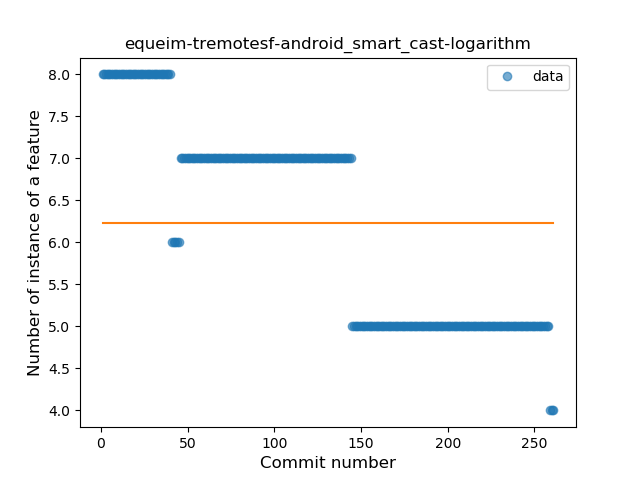 equeim-tremotesf-android_smart_cast-logarithm
data
Number of instance of a feature
8.0
7.5
7.0
6.5
6.0
5.5
5.0
4.5
4.0
0 50 100 150 200 250
Commit number